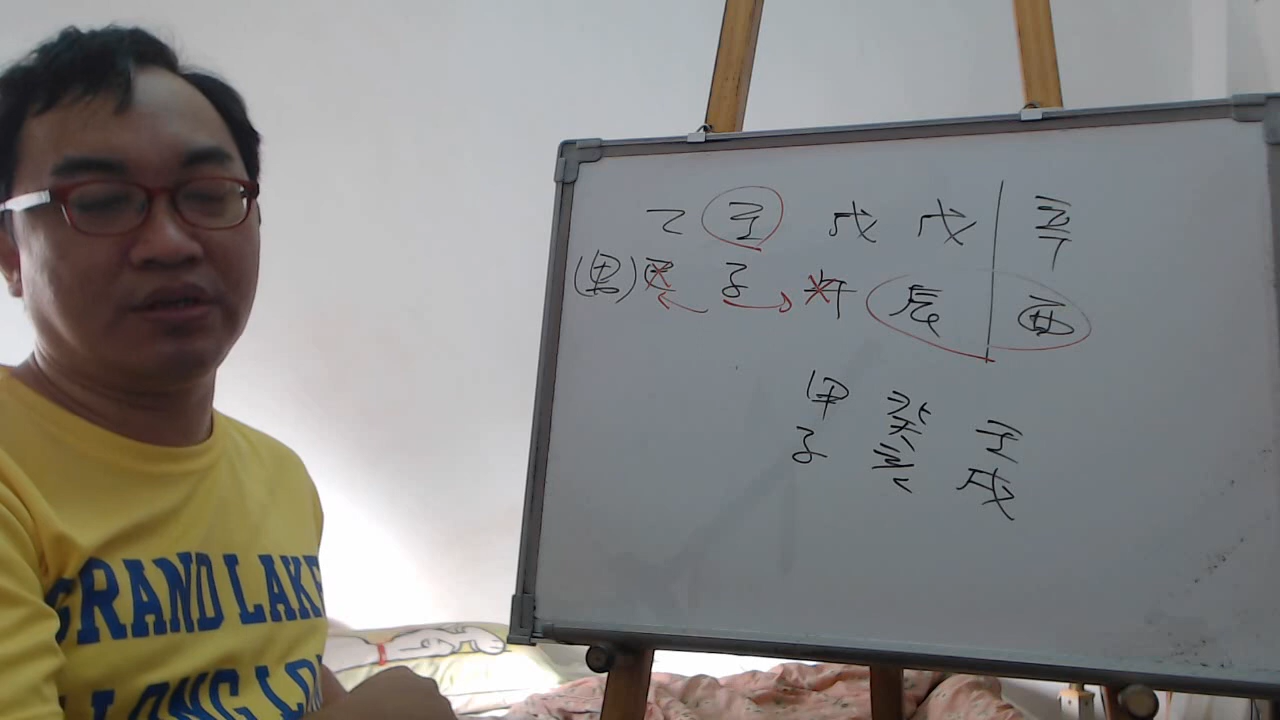 乙 壬 戊 戊 辛
(男) 巳 子 午 辰 酉
甲 癸 壬
子 亥 戌
GRAND LAKE
LONG